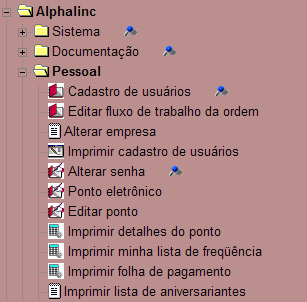 Alphalinc
Sistema
Documentação
Pessoal
Cadastro de usuários
Editar fluxo de trabalho da ordem
Alterar empresa
Imprimir cadastro de usuários
Alterar senha
Ponto eletrônico
Editar ponto
Imprimir detalhes do ponto
Imprimir minha lista de freqüência
Imprimir folha de pagamento
Imprimir lista de aniversariantes